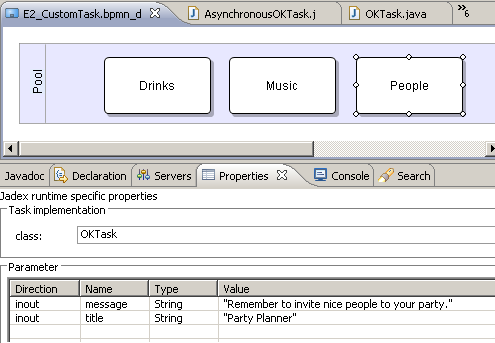 E2_CustomTask.bpmn_d AsynchronousOKTask.j OKTask.java »6
Pool Drinks Music People
Javadoc Declaration Servers Properties Console Search
Jadex runtime specific properties
Task implementation
class: OKTask
Parameter
Direction Name Type Value
inout message String "Remember to invite nice people to your party."
inout title String "Party Planner"